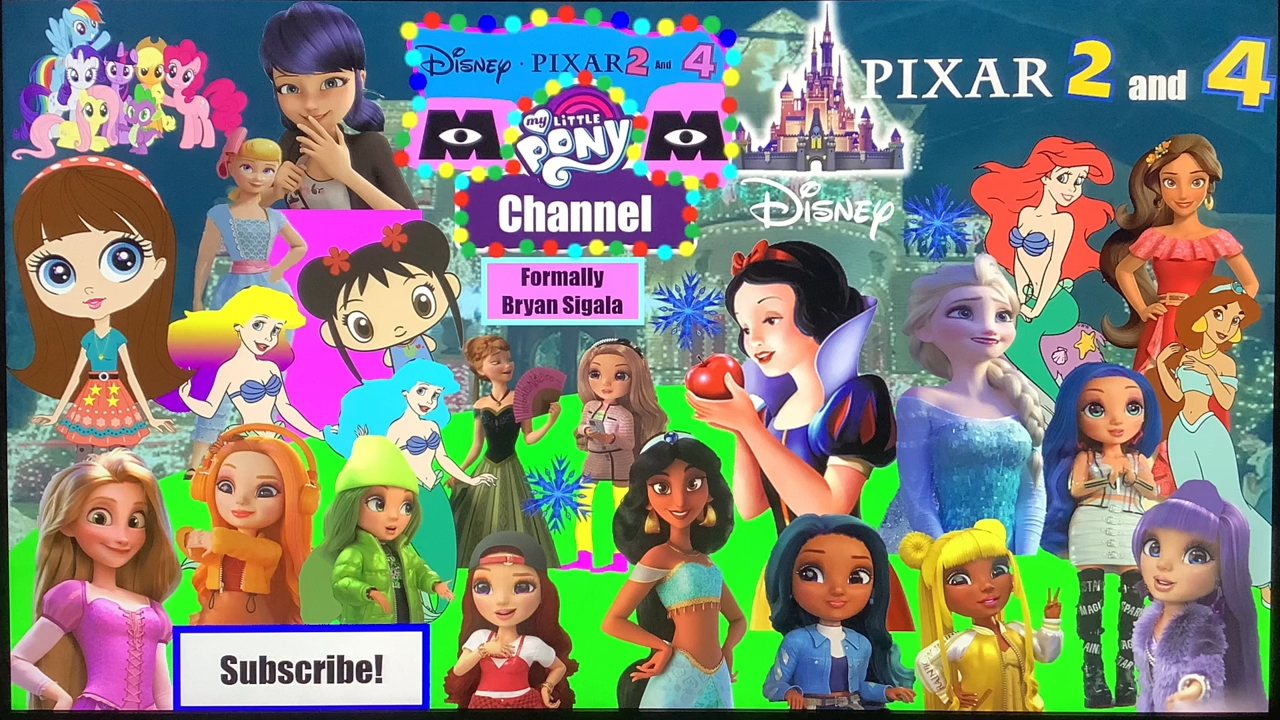 DISNEY · PIXAR 2 and 4
my LITTLE
PONY
Channel
Formally
Bryan Sigala
DISNEY
PIXAR 2 and 4
Subscribe!